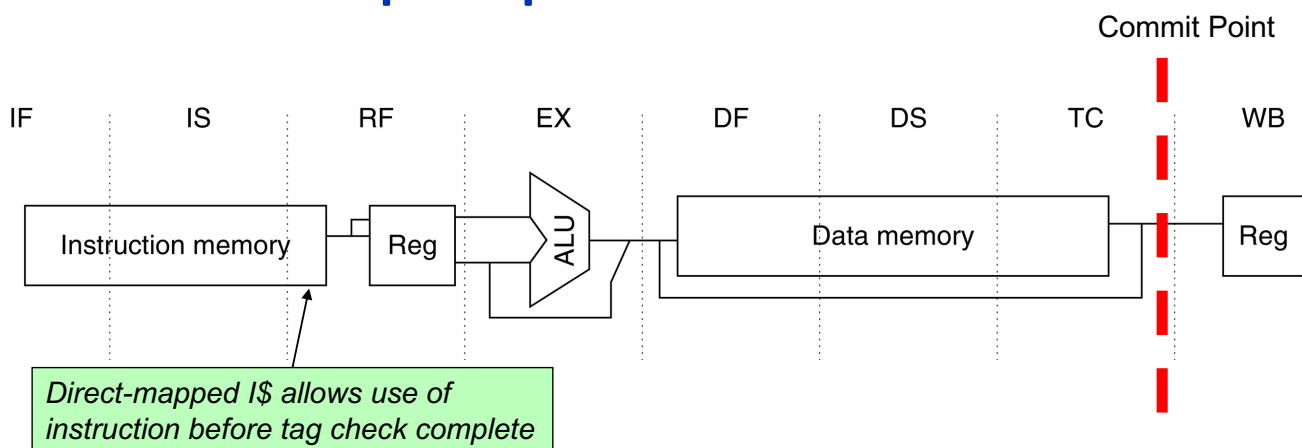 Commit Point
IF IS RF EX DF DS TC WB
Instruction memory Reg ALU Data memory Reg
Direct-mapped I$ allows use of
instruction before tag check complete